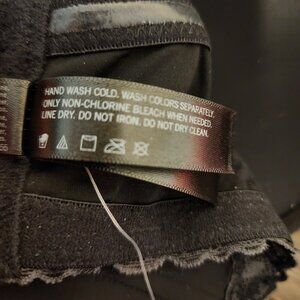 HAND WASH COLD. WASH COLORS SEPARATELY.
ONLY NON-CHLORINE BLEACH WHEN NEEDED.
LINE DRY. DO NOT IRON. DO NOT DRY CLEAN.